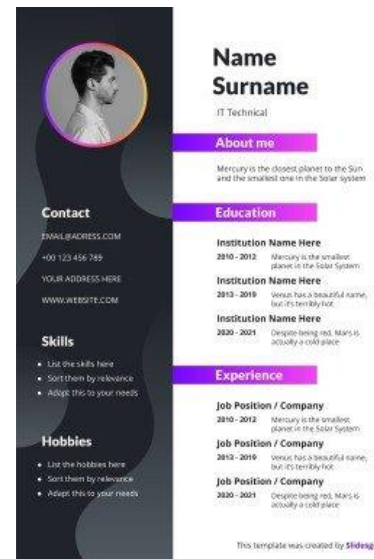 Name
Surname
IT Technical
About me
Mercury is the closest planet to the Sun
and the smallest one in the Solar system
Contact
EMAIL@ADRESS.COM
+00 123 456 789
YOUR ADDRESS HERE
WWW.WEBSITE.COM
Skills
List the skills here
Sort them by relevance
Adapt this to your needs
Hobbies
List the hobbies here
Sort them by relevance
Adapt this to your needs
Education
Institution Name Here
2010 - 2012 Mercury is the smallest
planet in the Solar System
Institution Name Here
2013 - 2019 Venus has a beautiful name,
but it's terribly hot
Institution Name Here
2020 - 2021 Despite being red, Mars is
actually a cold place
Experience
Job Position / Company
2010 - 2012 Mercury is the smallest
planet in the Solar System
Job Position / Company
2013 - 2019 Venus has a beautiful name,
but it's terribly hot
Job Position / Company
2020 - 2021 Despite being red, Mars is
actually a cold place
This template was created by Slidesg